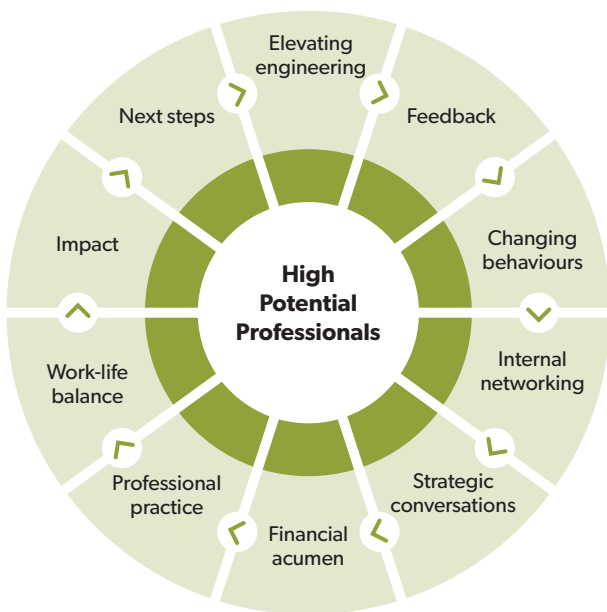 Elevating
engineering
Feedback
Changing
behaviours
Internal
networking
Strategic
conversations
Financial
acumen
Professional
practice
Work-life
balance
Impact
Next steps
High
Potential
Professionals